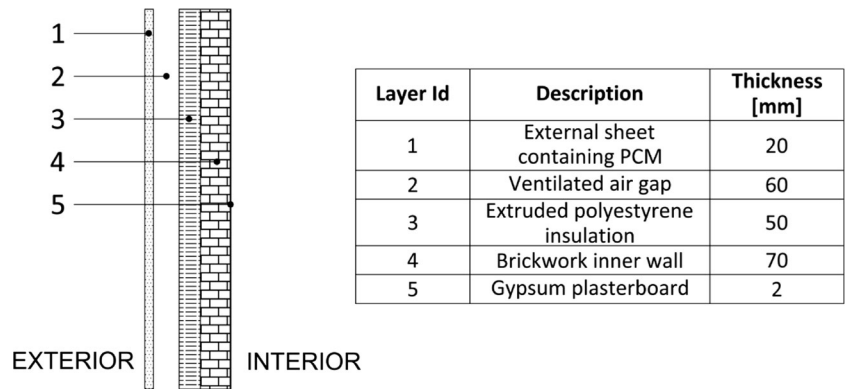 1
2
3
4
5
EXTERIOR
INTERIOR
Layer Id Description Thickness
[mm]
1 External sheet
containing PCM 20
2 Ventilated air gap 60
3 Extruded polyestyrene
insulation 50
4 Brickwork inner wall 70
5 Gypsum plasterboard 2